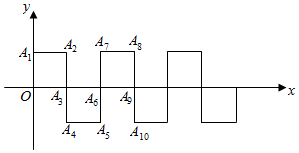 y
A₁ A₂ A₇ A₈
O A₃ A₆ A₉ x
A₄ A₅ A₁₀